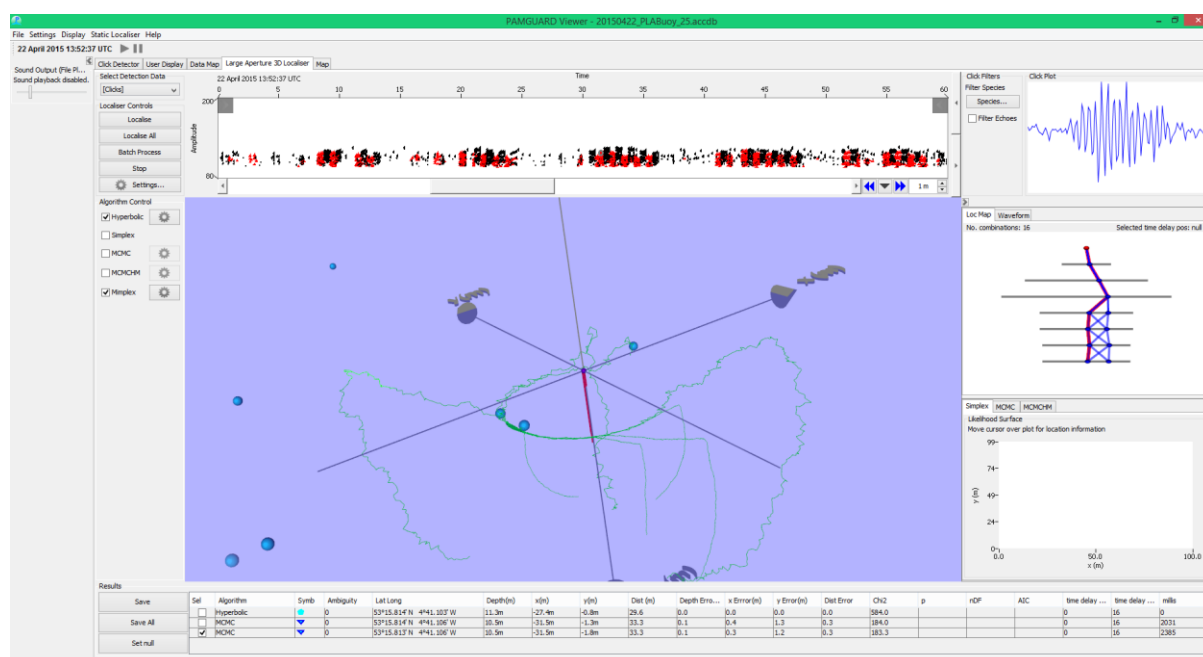 PAMGUARD Viewer - 20150422_PLABuoy_25.accdb
File Settings Display Static Localiser Help
22 April 2015 13:52:37 UTC
Sound Output (File Pl...
Sound playback disabled.
Click Detector User Display Data Map Large Aperture 3D Localiser Map
Select Detection Data
[Clicks]
Localiser Controls
Localise
Localise All
Batch Process
Stop
Settings...
Algorithm Control
Hyperbolic
Simplex
MCMC
MCMCHM
Mimplex
22 April 2015 13:52:37 UTC
Time
0 5 10 15 20 25 30 35 40 45 50 55 60
200
Amplitude
60
1 m
Click Filters
Filter Species
Species...
Filter Echoes
Click Plot
Loc Map Waveform
No. combinations: 16 Selected time delay pos: null
Simplex MCMC MCMCHM
Likelihood Surface
Move cursor over plot for location information
99
74
49
24
0
y (m)
0.0 50.0 100.0
x (m)
Results
Save
Save All
Set null
Sel Algorithm Symb Ambiguity Lat Long Depth(m) x(m) y(m) Dist (m) Depth Erro... x Error(m) y Error(m) Dist Error Chi2 p nDF AIC time delay ... time delay ... millis
Hyperbolic 0 53°15.814' N 4°41.103' W 11.3m -27.4m -0.8m 29.6 0.0 0.0 0.0 0.0 584.0 0 16 0
MCMC 0 53°15.814' N 4°41.106' W 10.5m -31.5m -1.3m 33.3 0.1 0.4 1.3 0.3 184.0 0 16 2031
MCMC 0 53°15.813' N 4°41.106' W 10.5m -31.5m -1.8m 33.3 0.1 0.3 1.2 0.3 183.3 0 16 2385